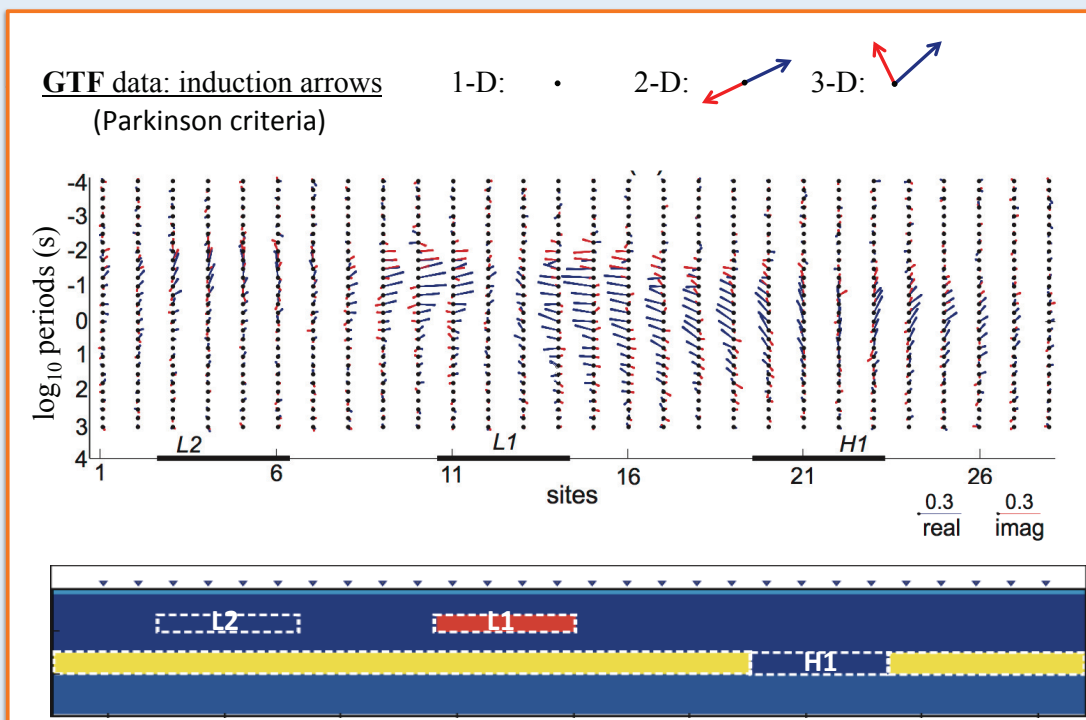 GTF data: induction arrows 1-D: 2-D: 3-D:
(Parkinson criteria)
-4
-3
-2
-1
0
1
2
3
4
log10 periods (s)
L2 L1 H1
1 6 11 16 21 26
sites
0.3 0.3
real imag
L2 L1
H1